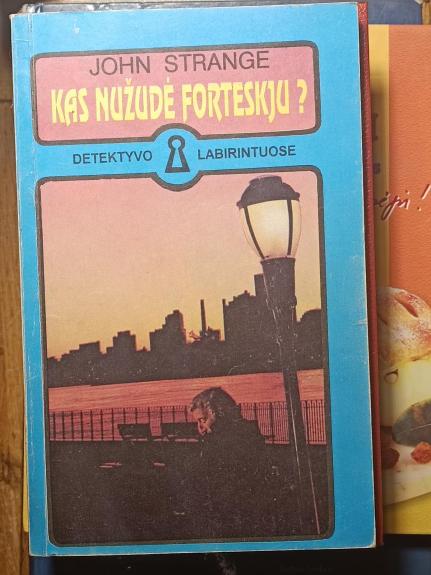 JOHN STRANGE
KAS NUŽUDĖ FORTESKJU ?
DETEKTYVO LABIRINTUOSE